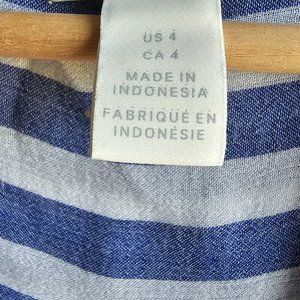 US 4
CA 4
MADE IN
INDONESIA
FABRIQUÉ EN
INDONÉSIE